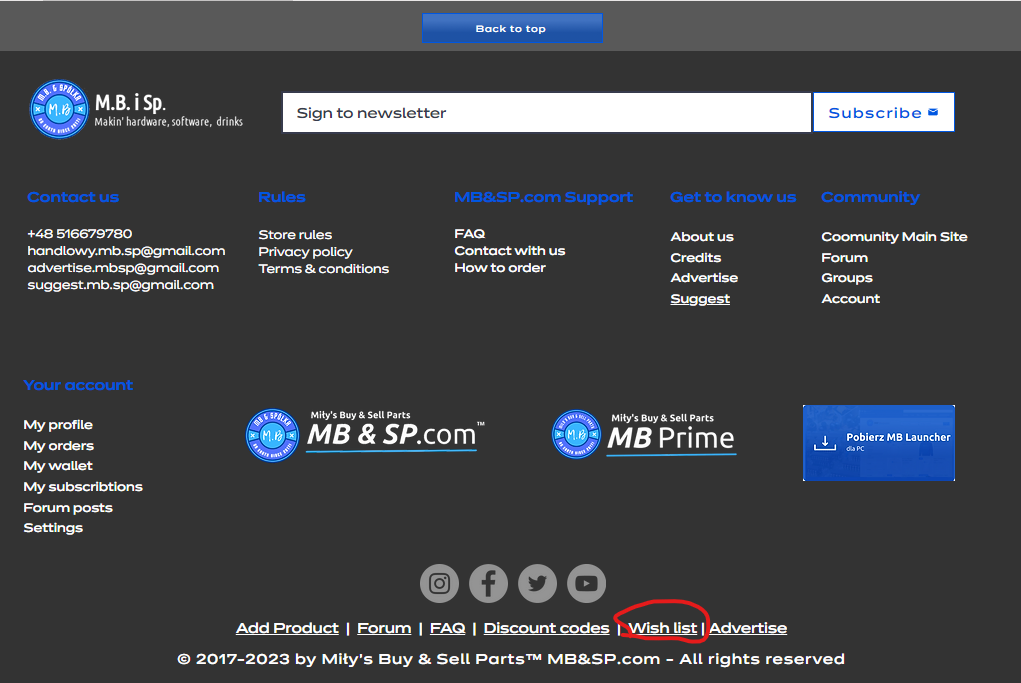 Back to top
M.B. i Sp.
Makin' hardware, software, drinks
Sign to newsletter
Subscribe
Contact us
+48 516679780
handlowy.mb.sp@gmail.com
advertise.mbsp@gmail.com
suggest.mb.sp@gmail.com
Rules
Store rules
Privacy policy
Terms & conditions
MB&SP.com Support
FAQ
Contact with us
How to order
Get to know us
About us
Credits
Advertise
Suggest
Community
Coomunity Main Site
Forum
Groups
Account
Your account
My profile
My orders
My wallet
My subscribtions
Forum posts
Settings
Miły's Buy & Sell Parts
MB & SP.com™
Miły's Buy & Sell Parts
MB Prime
Pobierz MB Launcher
dla PC
Add Product | Forum | FAQ | Discount codes | Wish list | Advertise
© 2017-2023 by Miły's Buy & Sell Parts™ MB&SP.com - All rights reserved